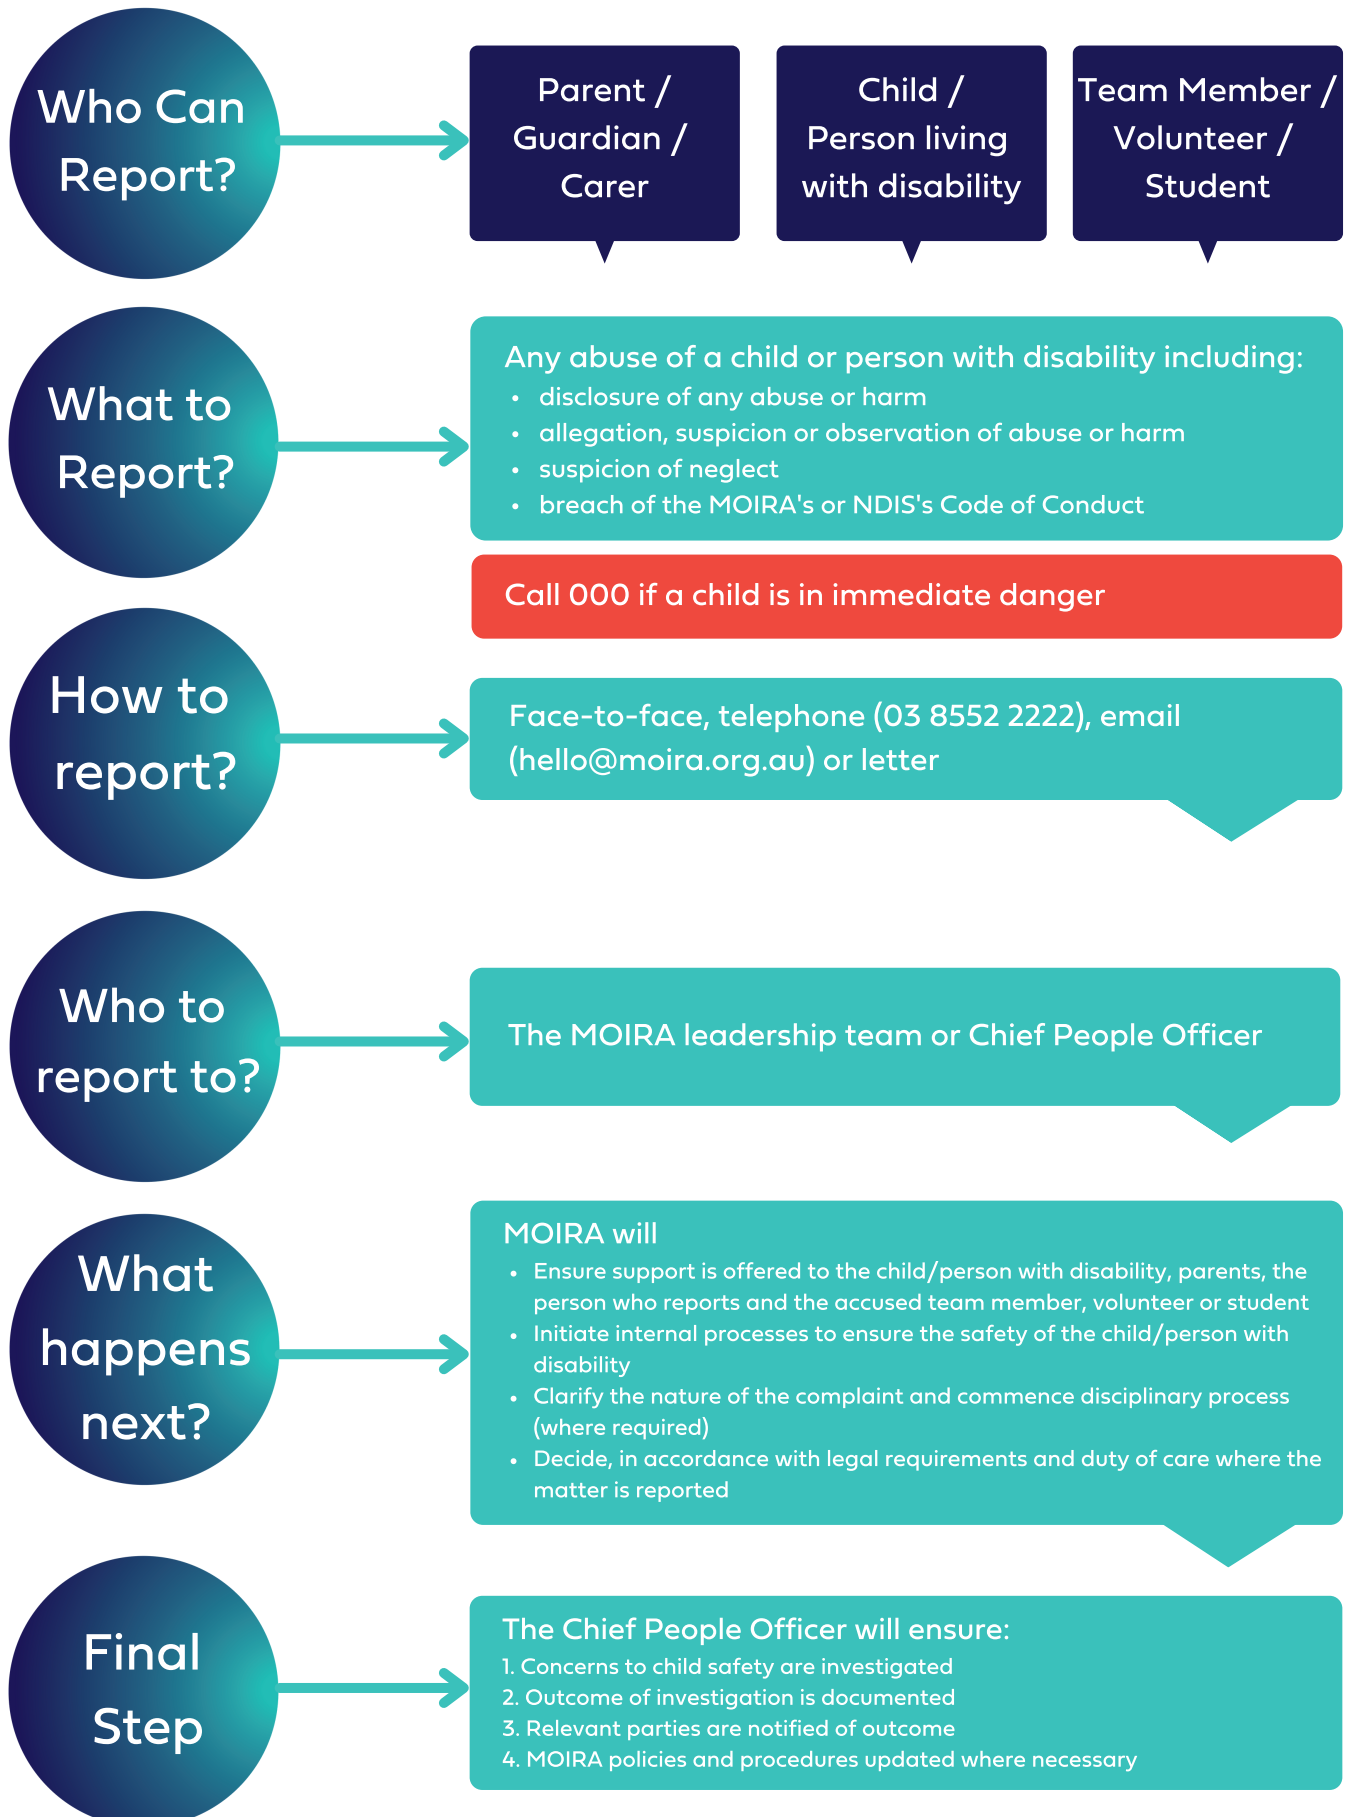 Who Can
Report?
Parent /
Guardian /
Carer
Child /
Person living
with disability
Team Member /
Volunteer /
Student
What to
Report?
Any abuse of a child or person with disability including:
• disclosure of any abuse or harm
• allegation, suspicion or observation of abuse or harm
• suspicion of neglect
• breach of the MOIRA's or NDIS's Code of Conduct
Call 000 if a child is in immediate danger
How to
report?
Face-to-face, telephone (03 8552 2222), email
(hello@moira.org.au) or letter
Who to
report to?
The MOIRA leadership team or Chief People Officer
What
happens
next?
MOIRA will
• Ensure support is offered to the child/person with disability, parents, the
person who reports and the accused team member, volunteer or student
• Initiate internal processes to ensure the safety of the child/person with
disability
• Clarify the nature of the complaint and commence disciplinary process
(where required)
• Decide, in accordance with legal requirements and duty of care where the
matter is reported
Final
Step
The Chief People Officer will ensure:
1. Concerns to child safety are investigated
2. Outcome of investigation is documented
3. Relevant parties are notified of outcome
4. MOIRA policies and procedures updated where necessary